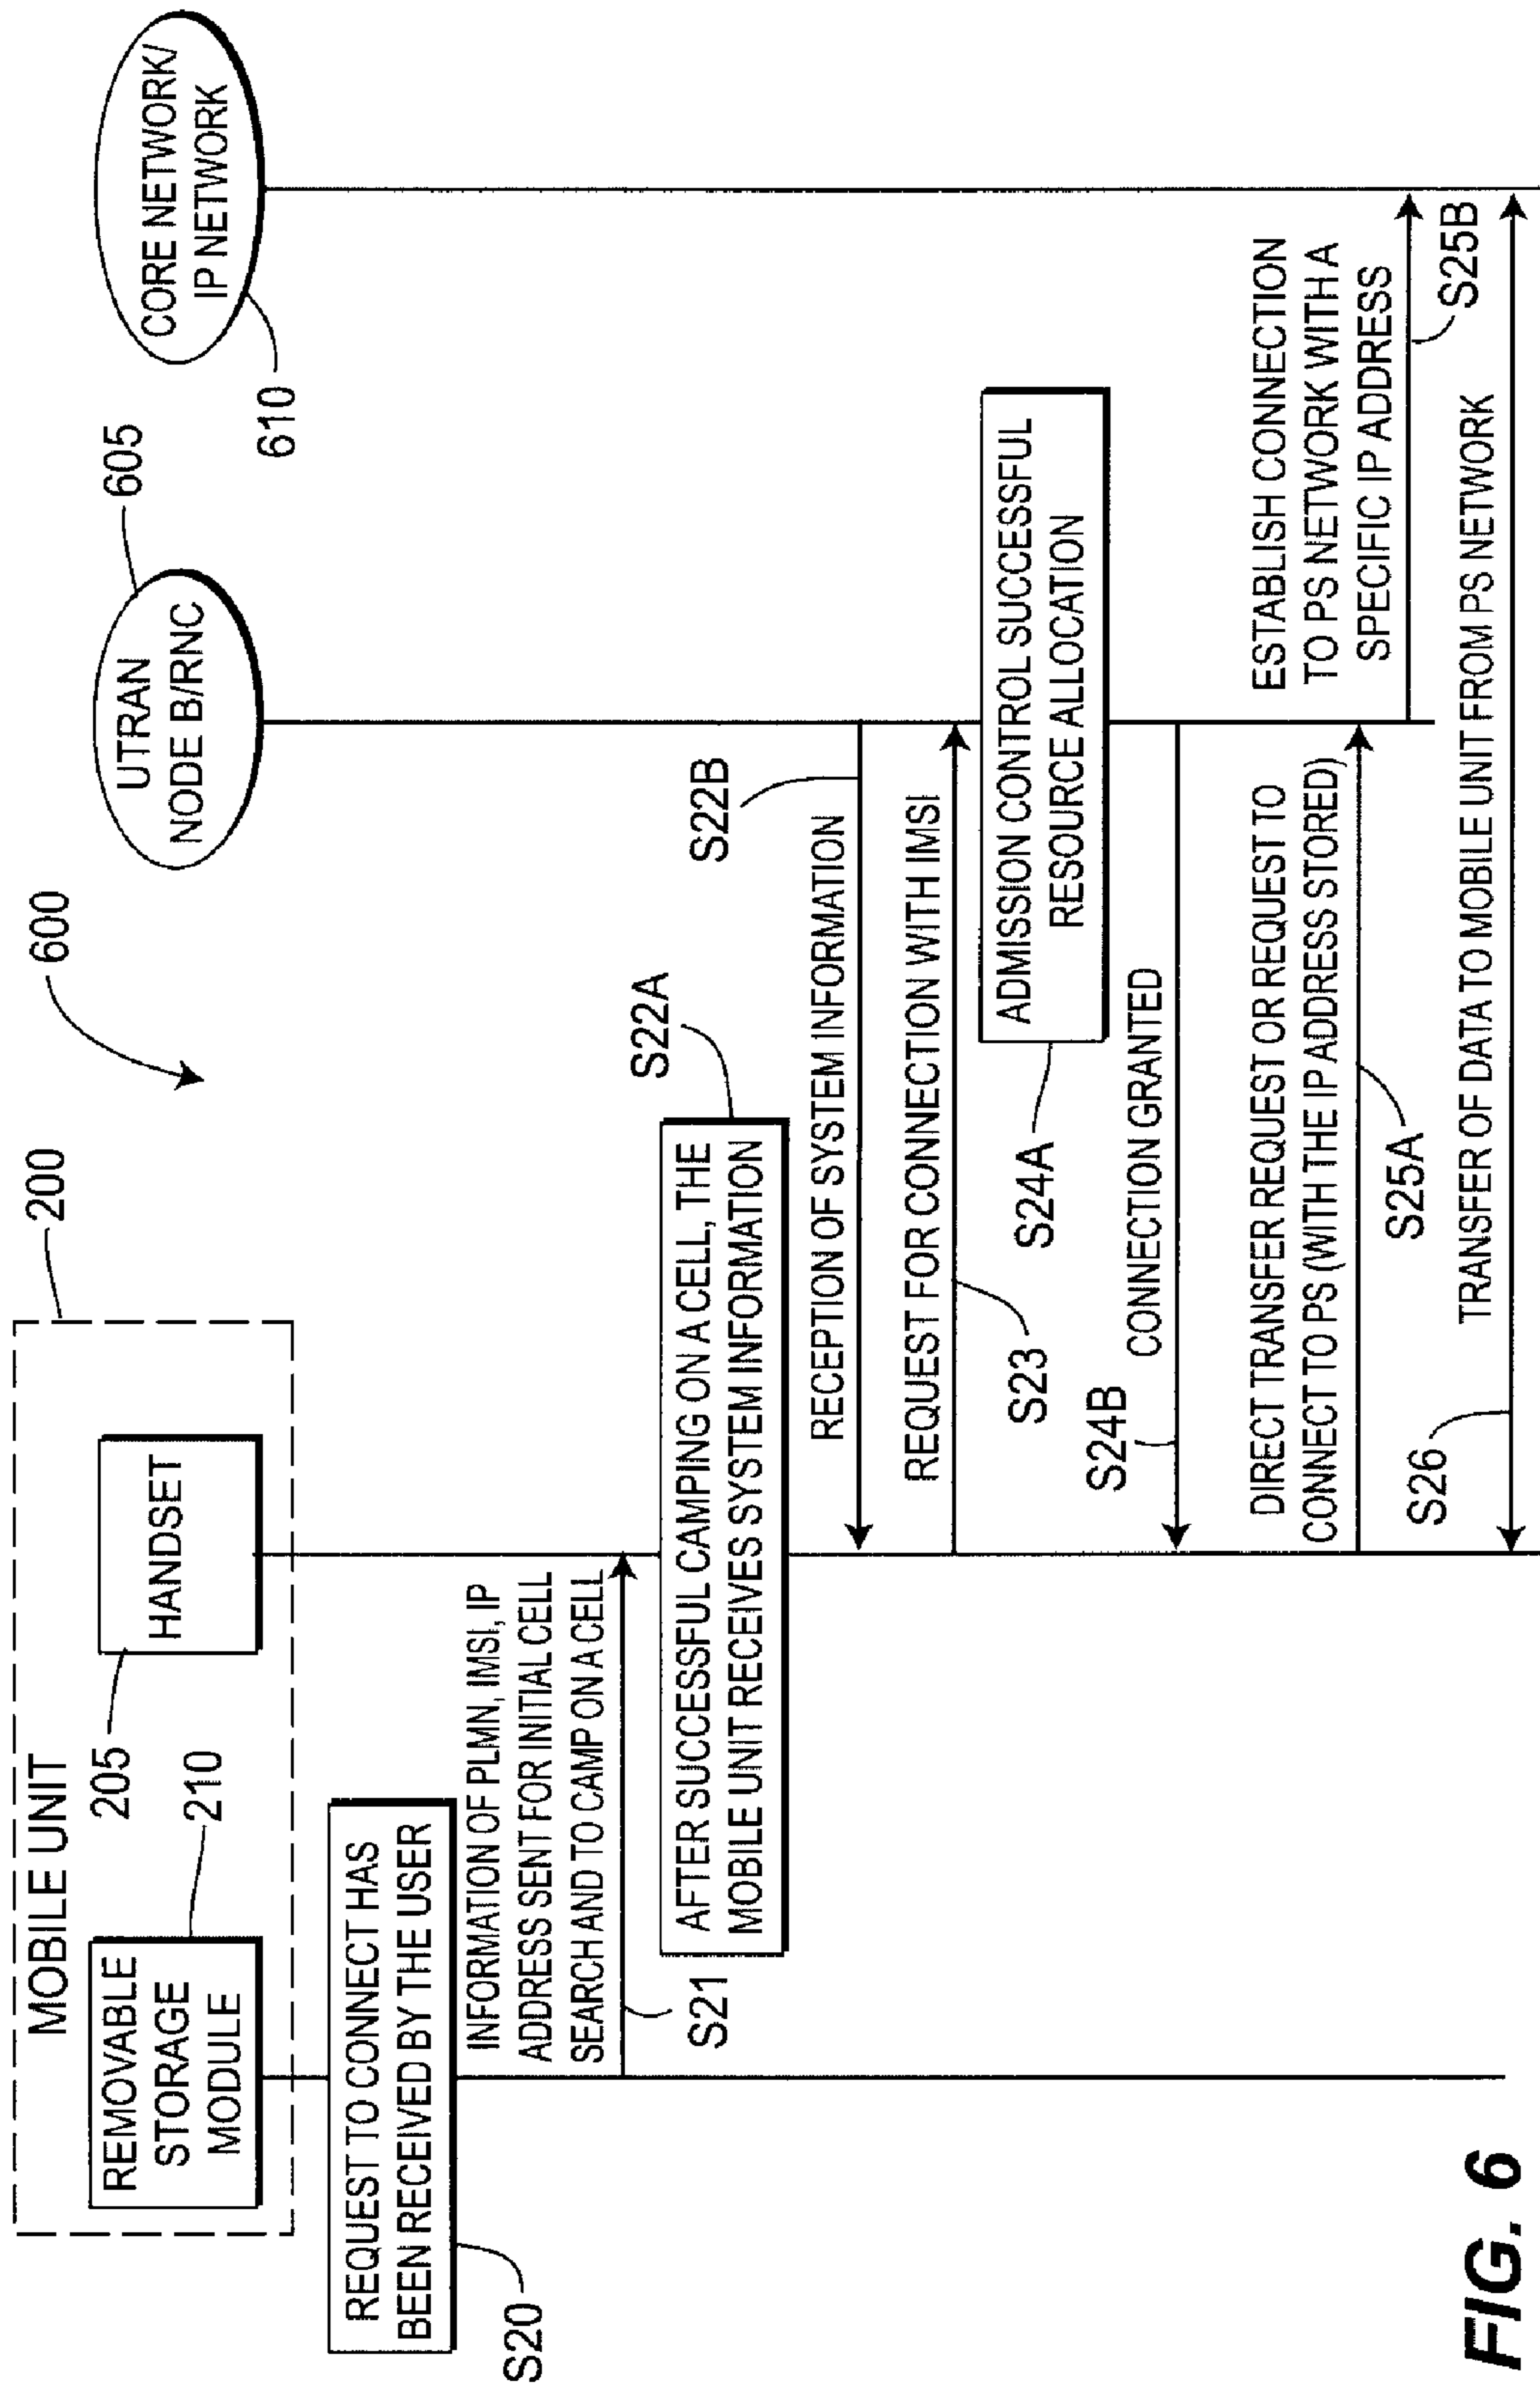 MOBILE UNIT
200
600
REMOVABLE
STORAGE
MODULE
205
210
HANDSET
UTRAN
NODE B/RNC
605
CORE NETWORK/
IP NETWORK
610
REQUEST TO CONNECT HAS
BEEN RECEIVED BY THE USER
S20
INFORMATION OF PLMN, IMSI, IP
ADDRESS SENT FOR INITIAL CELL
SEARCH AND TO CAMP ON A CELL
S21
AFTER SUCCESSFUL CAMPING ON A CELL, THE
MOBILE UNIT RECEIVES SYSTEM INFORMATION
S22A
RECEPTION OF SYSTEM INFORMATION
S22B
REQUEST FOR CONNECTION WITH IMSI
S23
ADMISSION CONTROL SUCCESSFUL
RESOURCE ALLOCATION
S24A
CONNECTION GRANTED
S24B
DIRECT TRANSFER REQUEST OR REQUEST TO
CONNECT TO PS (WITH THE IP ADDRESS STORED)
S25A
ESTABLISH CONNECTION
TO PS NETWORK WITH A
SPECIFIC IP ADDRESS
S25B
TRANSFER OF DATA TO MOBILE UNIT FROM PS NETWORK
S26
FIG. 6